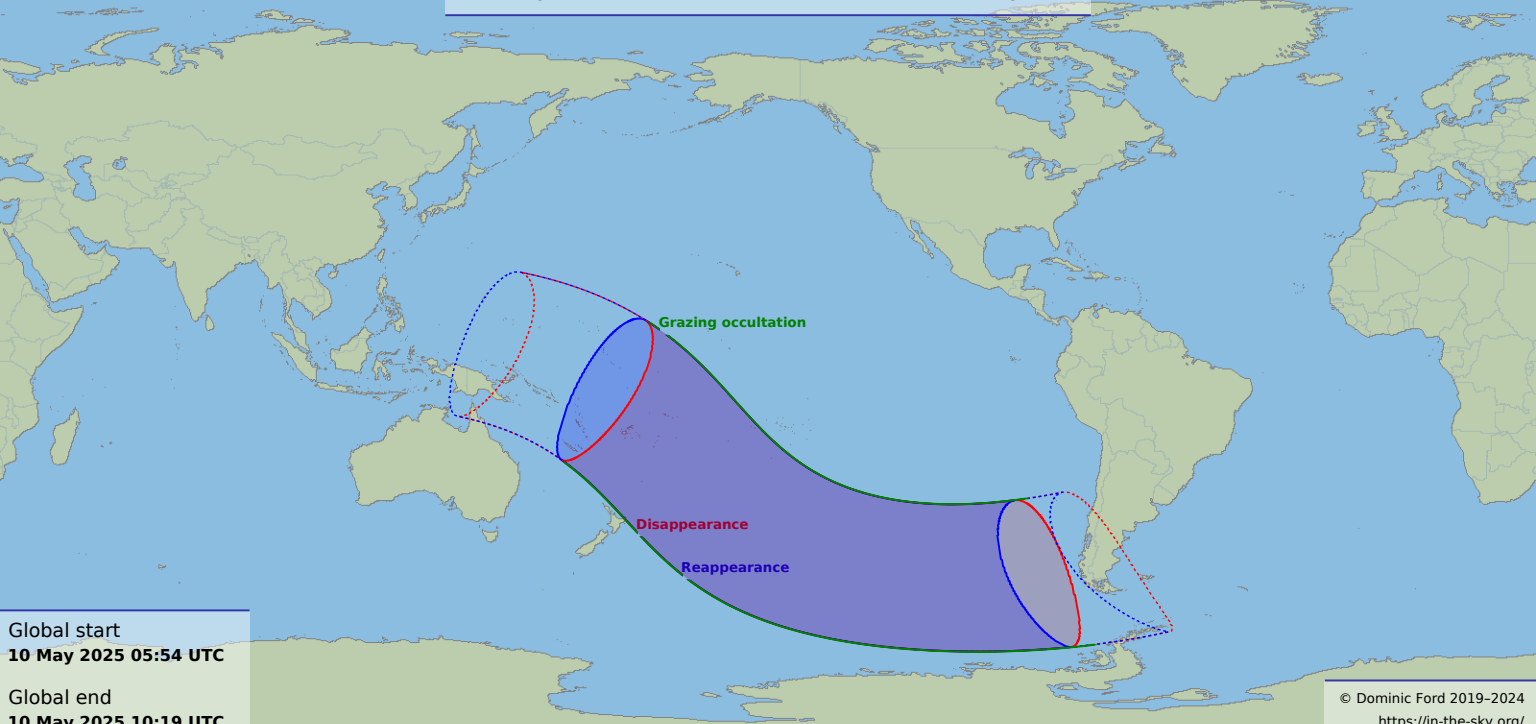 Grazing occultation
Disappearance
Reappearance
Global start
10 May 2025 05:54 UTC
Global end
10 May 2025 10:19 UTC
© Dominic Ford 2019–2024
https://in-the-sky.org/